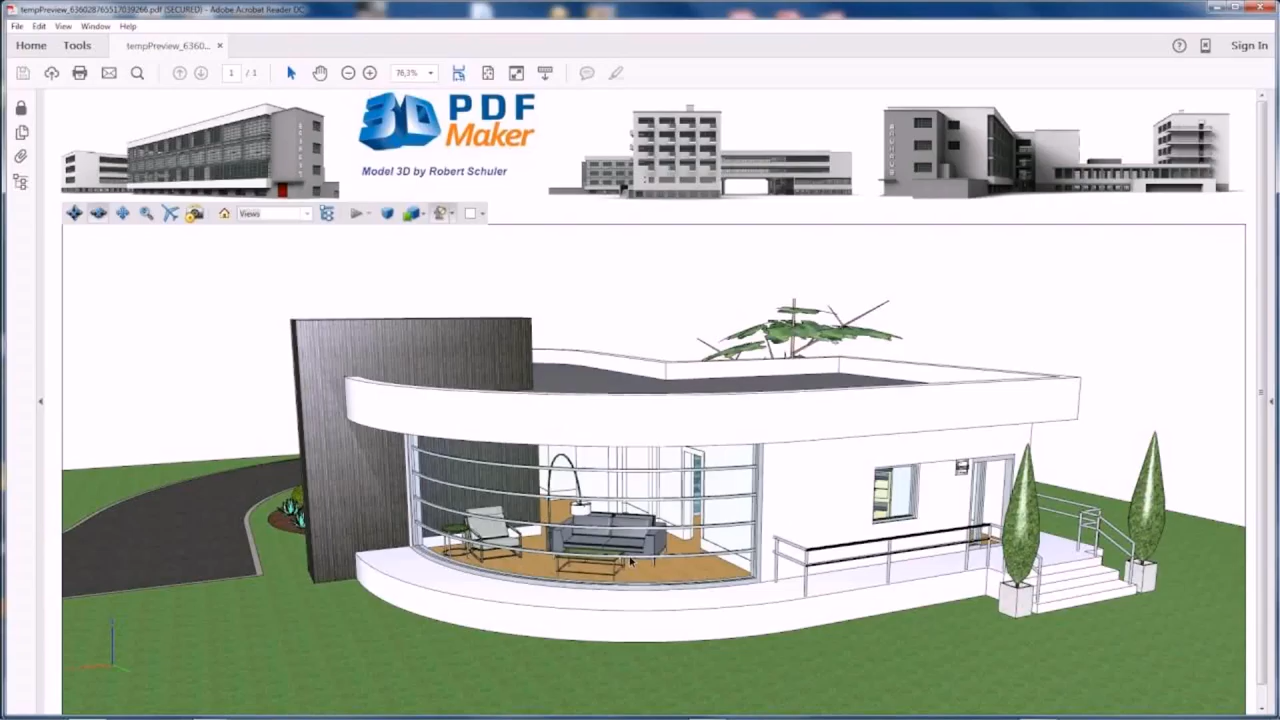 tempPreview_636028765517039266.pdf (SECURED) - Adobe Acrobat Reader DC
File Edit View Window Help
Home Tools tempPreview_6360... ×
Sign In
1 / 1
76,3%
3D PDF
Maker
Model 3D by Robert Schuler
BAUHAUS
Views